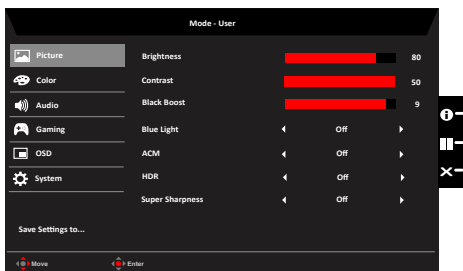 Mode - User
Picture
Color
Audio
Gaming
OSD
System
Save Settings to...
Brightness 80
Contrast 50
Black Boost 9
Blue Light Off
ACM Off
HDR Off
Super Sharpness Off
Move Enter